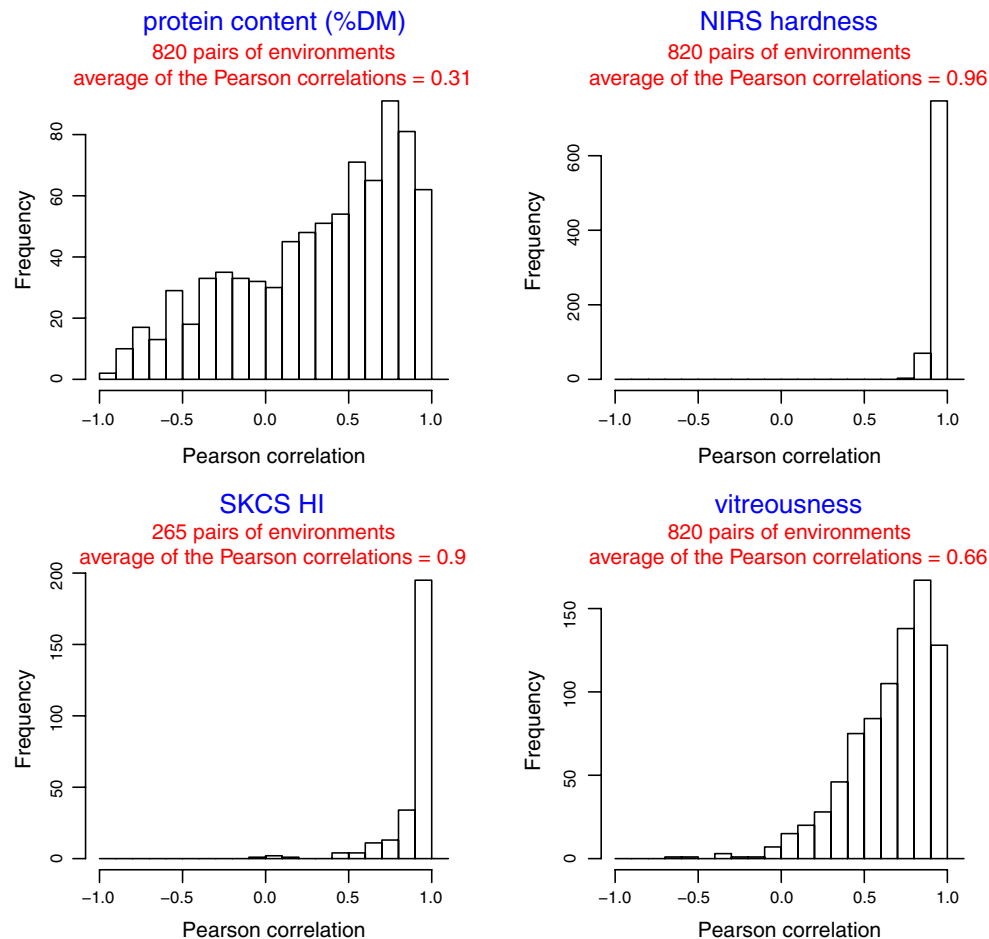 protein content (%DM)
820 pairs of environments
average of the Pearson correlations = 0.31
Frequency
0 20 40 60 80
−1.0 −0.5 0.0 0.5 1.0
Pearson correlation
NIRS hardness
820 pairs of environments
average of the Pearson correlations = 0.96
Frequency
0 200 400 600
−1.0 −0.5 0.0 0.5 1.0
Pearson correlation
SKCS HI
265 pairs of environments
average of the Pearson correlations = 0.9
Frequency
0 50 100 150 200
−1.0 −0.5 0.0 0.5 1.0
Pearson correlation
vitreousness
820 pairs of environments
average of the Pearson correlations = 0.66
Frequency
0 50 100 150
−1.0 −0.5 0.0 0.5 1.0
Pearson correlation